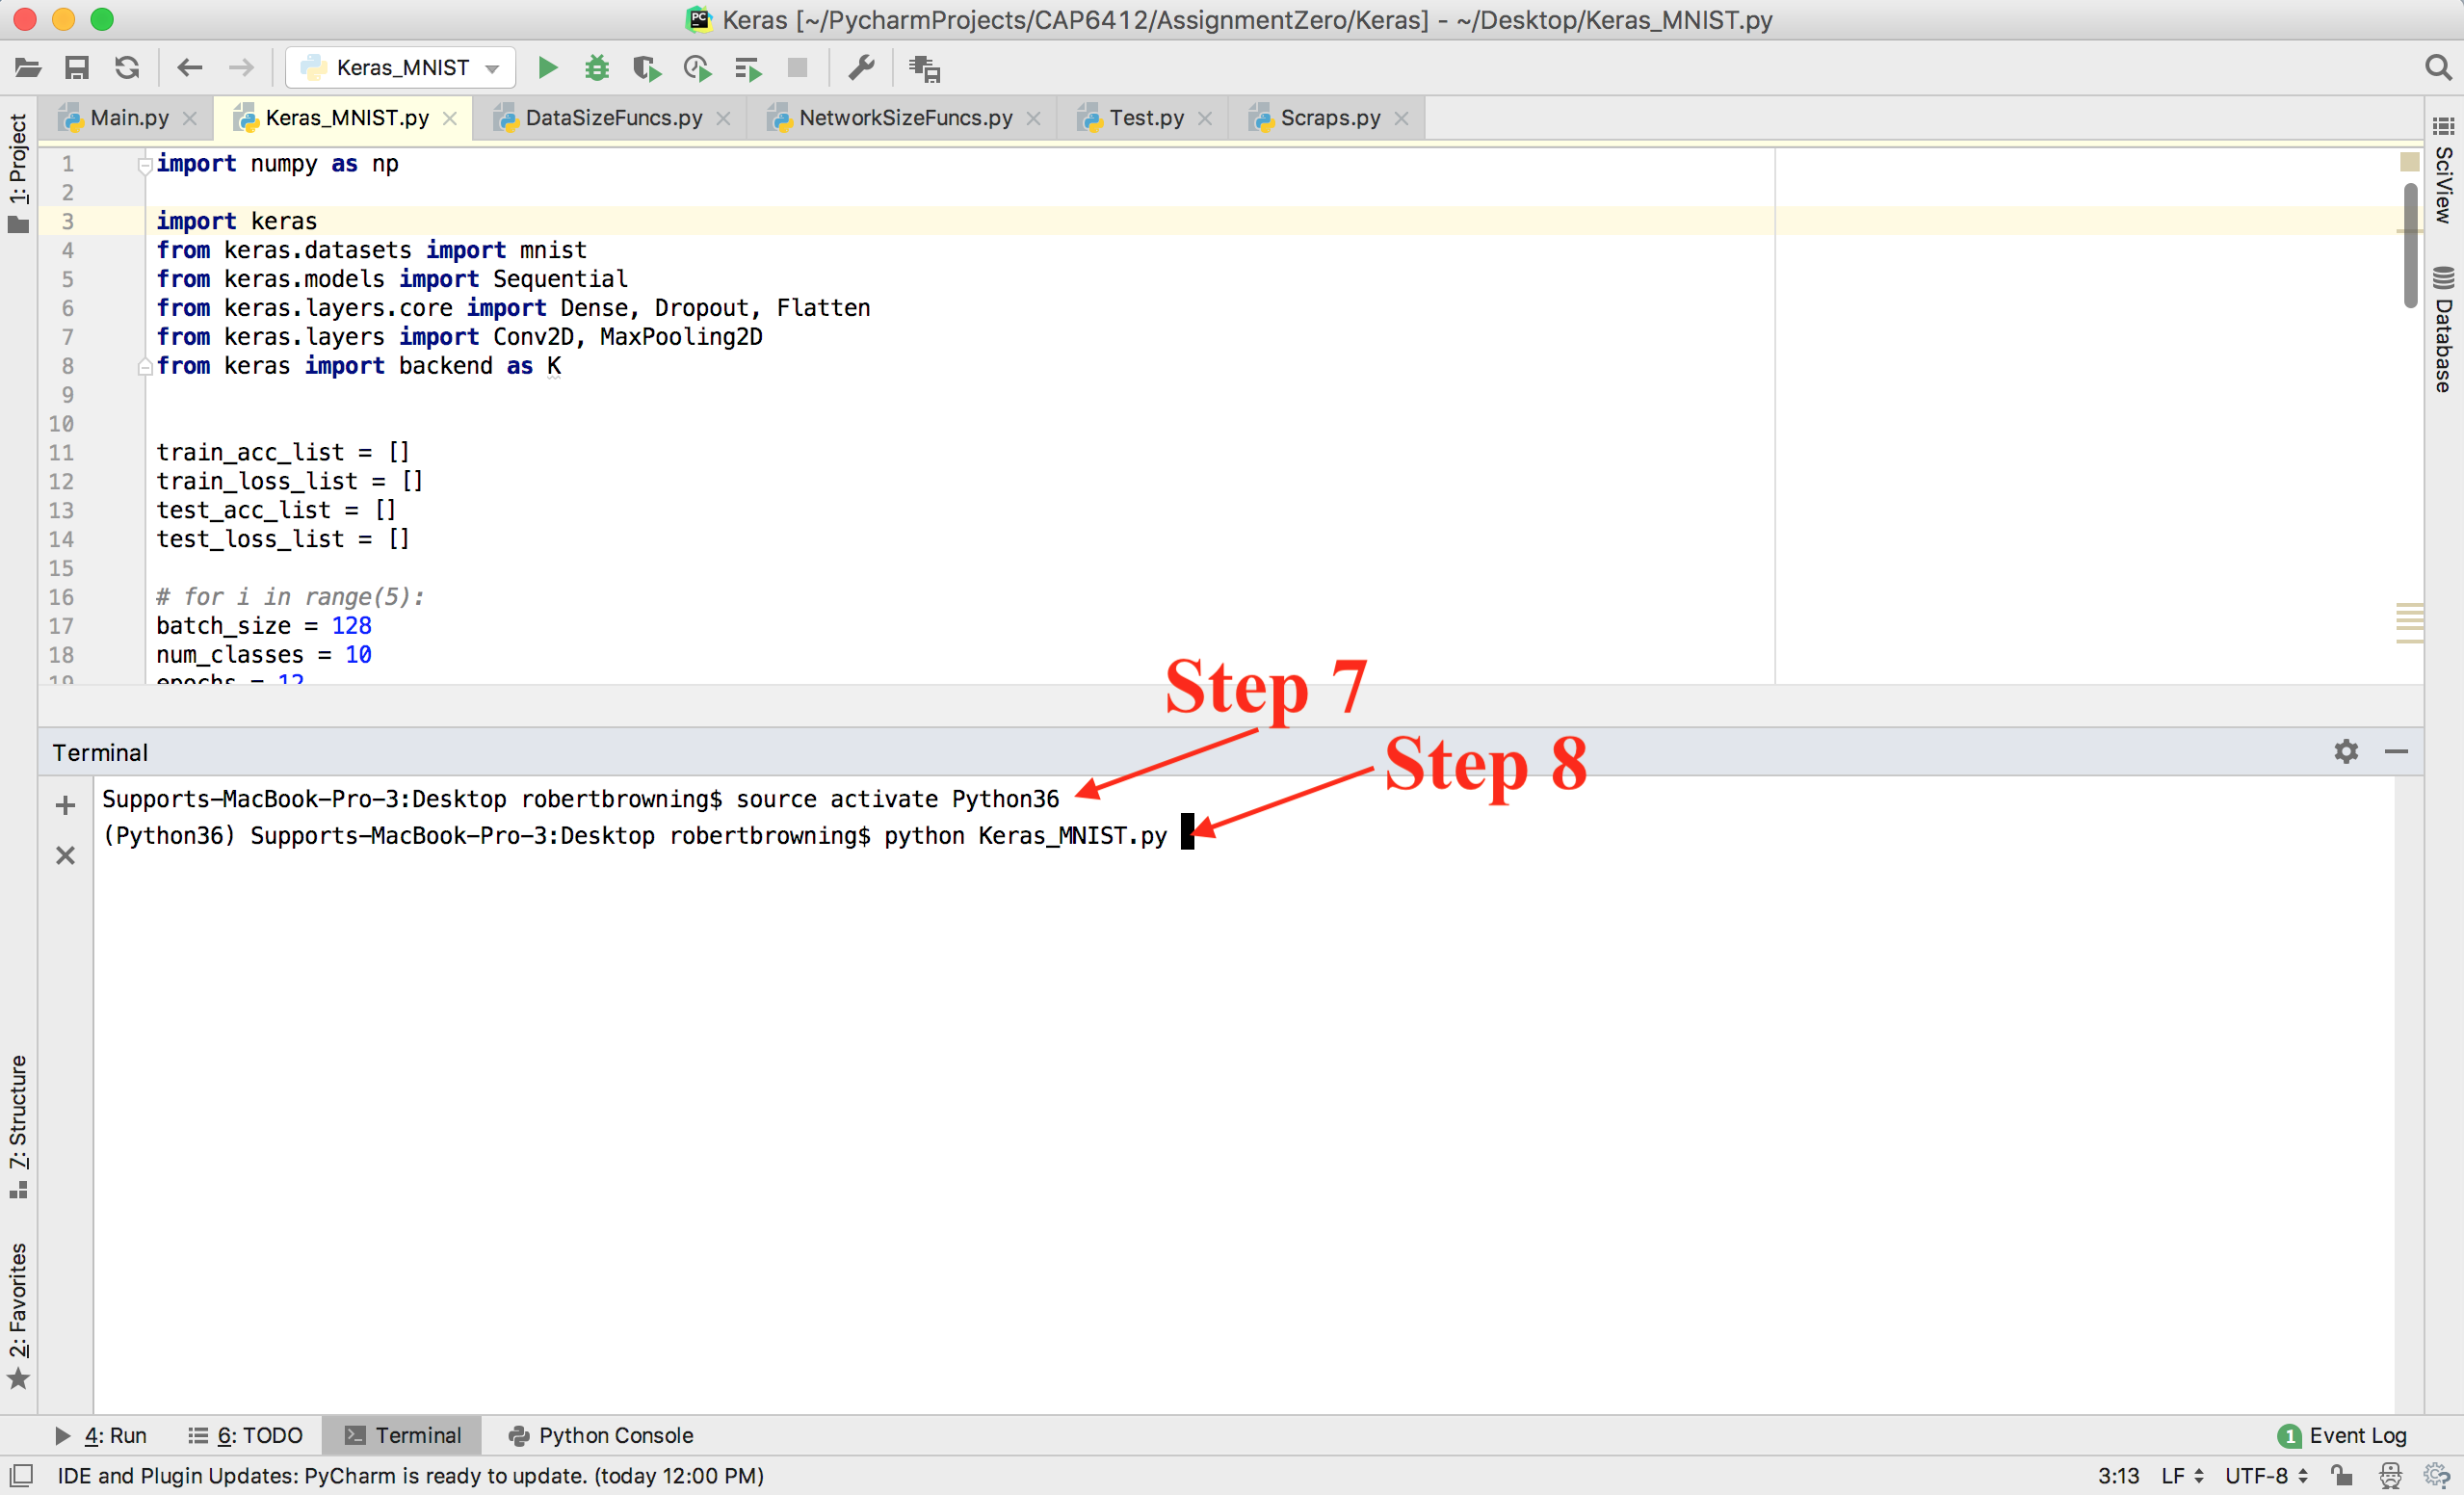 Keras [~/PycharmProjects/CAP6412/AssignmentZero/Keras] - ~/Desktop/Keras_MNIST.py
Keras_MNIST
Main.py
Keras_MNIST.py
DataSizeFuncs.py
NetworkSizeFuncs.py
Test.py
Scraps.py
1: Project
SciView
Database
1 import numpy as np
2
3 import keras
4 from keras.datasets import mnist
5 from keras.models import Sequential
6 from keras.layers.core import Dense, Dropout, Flatten
7 from keras.layers import Conv2D, MaxPooling2D
8 from keras import backend as K
9
10
11 train_acc_list = []
12 train_loss_list = []
13 test_acc_list = []
14 test_loss_list = []
15
16 # for i in range(5):
17 batch_size = 128
18 num_classes = 10
19 epochs = 12
Step 7
Step 8
Terminal
Supports-MacBook-Pro-3:Desktop robertbrowning$ source activate Python36
(Python36) Supports-MacBook-Pro-3:Desktop robertbrowning$ python Keras_MNIST.py
7: Structure
2: Favorites
4: Run
6: TODO
Terminal
Python Console
1 Event Log
IDE and Plugin Updates: PyCharm is ready to update. (today 12:00 PM)
3:13
LF
UTF-8